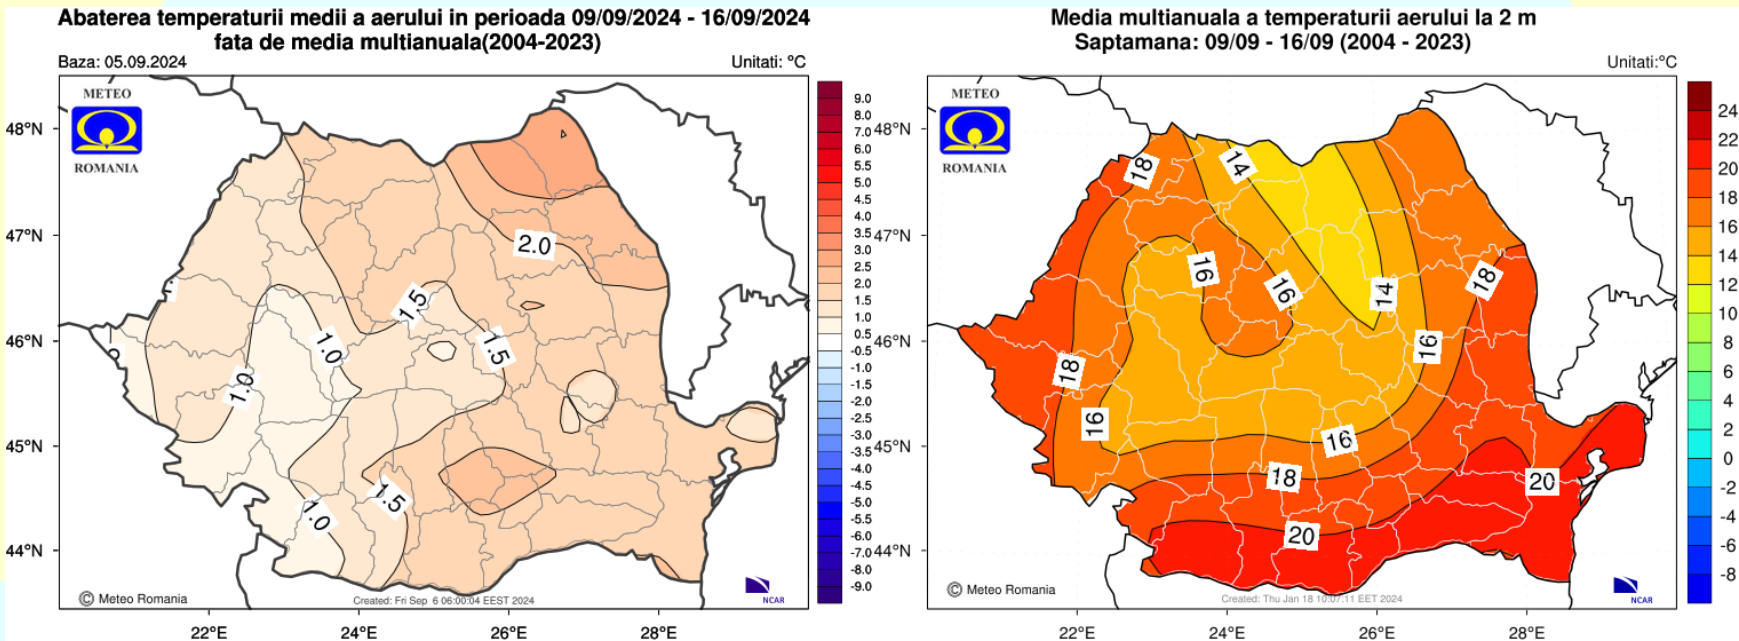 Abaterea temperaturii medii a aerului in perioada 09/09/2024 - 16/09/2024
fata de media multianuala(2004-2023)
Baza: 05.09.2024
Unitati: °C
METEO
ROMANIA
48°N
47°N
46°N
45°N
44°N
22°E
24°E
26°E
28°E
2.0
1.5
1.5
1.0
1.0
1.5
1.0
9.0
8.0
7.0
6.0
5.5
5.0
4.5
4.0
3.5
3.0
2.5
2.0
1.5
1.0
0.5
-0.5
-1.0
-1.5
-2.0
-2.5
-3.0
-3.5
-4.0
-4.5
-5.0
-5.5
-6.0
-7.0
-8.0
-9.0
© Meteo Romania
Created: Fri Sep 6 06:00:04 EEST 2024
NCAR
Media multianuala a temperaturii aerului la 2 m
Saptamana: 09/09 - 16/09 (2004 - 2023)
Unitati:°C
METEO
ROMANIA
48°N
47°N
46°N
45°N
44°N
22°E
24°E
26°E
28°E
18
14
16
16
14
18
16
18
16
16
18
20
20
24
22
20
18
16
14
12
10
8
6
4
2
0
-2
-4
-6
-8
© Meteo Romania
Created: Thu Jan 18 10:07:11 EET 2024
NCAR